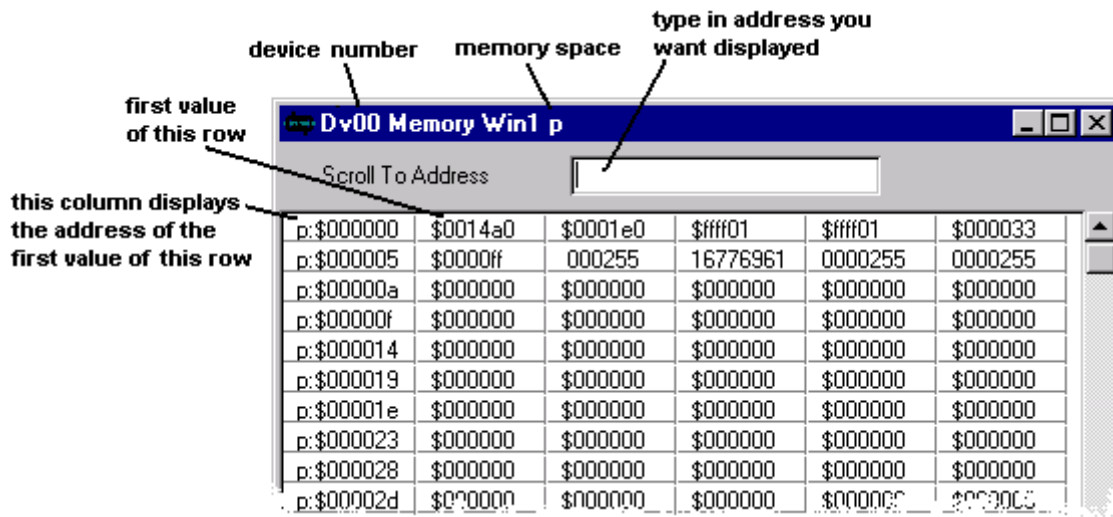 type in address you
want displayed
device number
memory space
first value
of this row
Dv00 Memory Win1 p
Scroll To Address
this column displays
the address of the
first value of this row
p:$000000 $0014a0 $0001e0 $ffff01 $ffff01 $000033
p:$000005 $0000ff 000255 16776961 0000255 0000255
p:$00000a $000000 $000000 $000000 $000000 $000000
p:$00000f $000000 $000000 $000000 $000000 $000000
p:$000014 $000000 $000000 $000000 $000000 $000000
p:$000019 $000000 $000000 $000000 $000000 $000000
p:$00001e $000000 $000000 $000000 $000000 $000000
p:$000023 $000000 $000000 $000000 $000000 $000000
p:$000028 $000000 $000000 $000000 $000000 $000000
p:$00002d $000000 $000000 $000000